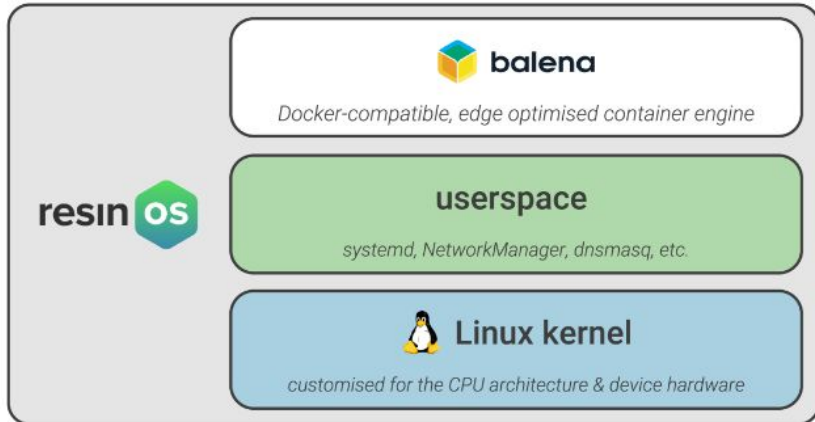 balena
Docker-compatible, edge optimised container engine
resin os
userspace
systemd, NetworkManager, dnsmasq, etc.
Linux kernel
customised for the CPU architecture & device hardware